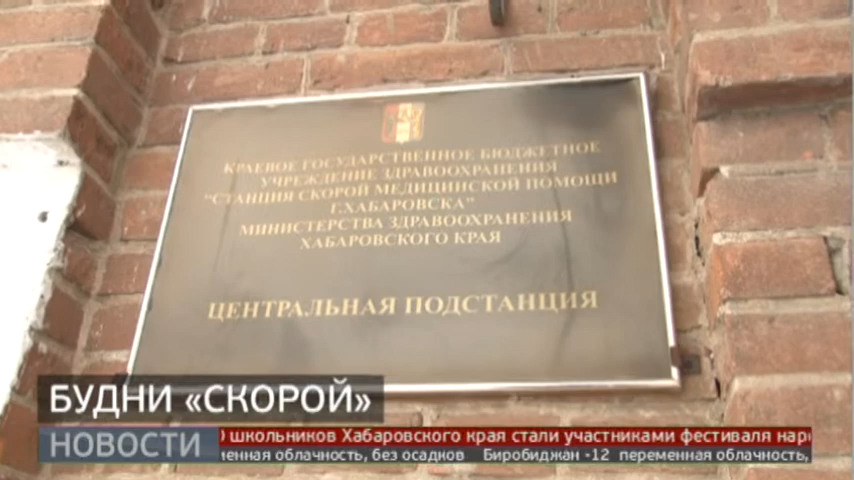 КРАЕВОЕ ГОСУДАРСТВЕННОЕ БЮДЖЕТНОЕ
УЧРЕЖДЕНИЕ ЗДРАВООХРАНЕНИЯ
"СТАНЦИЯ СКОРОЙ МЕДИЦИНСКОЙ ПОМОЩИ
Г.ХАБАРОВСКА"
МИНИСТЕРСТВА ЗДРАВООХРАНЕНИЯ
ХАБАРОВСКОГО КРАЯ
ЦЕНТРАЛЬНАЯ ПОДСТАНЦИЯ
БУДНИ «СКОРОЙ»
НОВОСТИ
школьников Хабаровского края стали участниками фестиваля
облачность, без осадков Биробиджан -12 переменная облачность,